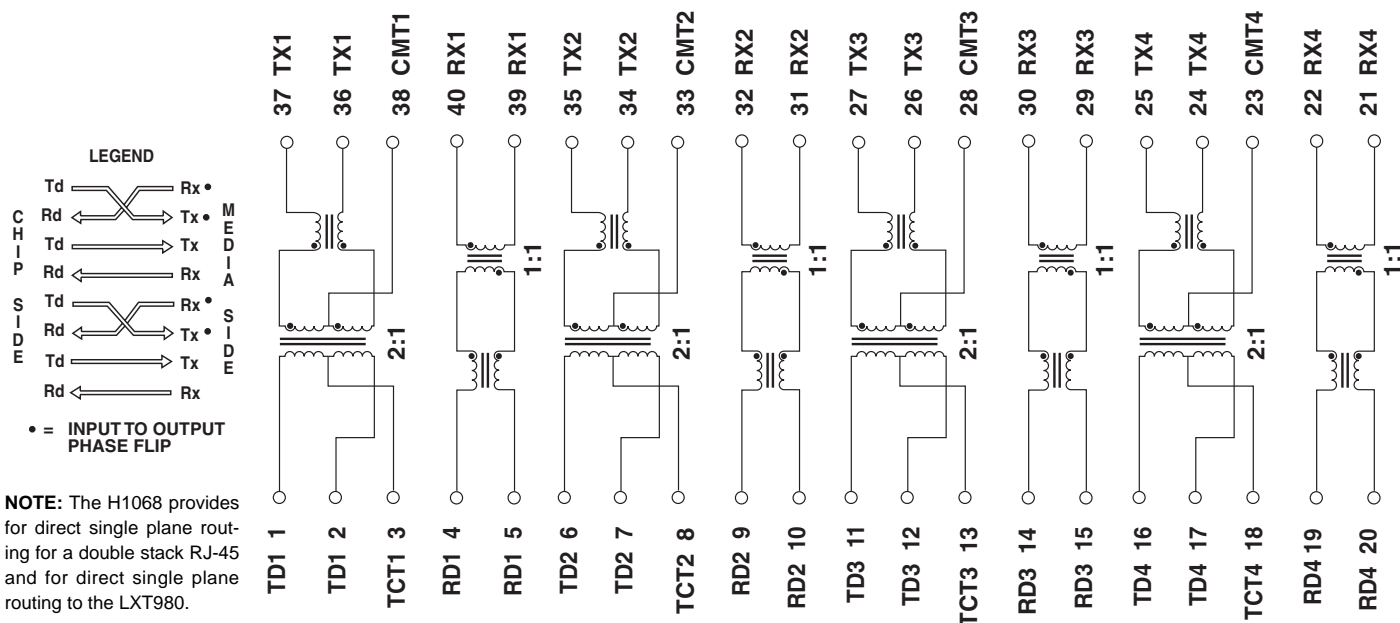 37 TX1
36 TX1
38 CMT1
40 RX1
39 RX1
35 TX2
34 TX2
33 CMT2
32 RX2
31 RX2
27 TX3
26 TX3
28 CMT3
30 RX3
29 RX3
25 TX4
24 TX4
23 CMT4
22 RX4
21 RX4
LEGEND
CHIP SIDE
MEDIA SIDE
Td Rx •
Rd Tx •
Td Tx
Rd Rx
Td Rx •
Rd Tx •
Td Tx
Rd Rx
• = INPUT TO OUTPUT
PHASE FLIP
2:1
1:1
2:1
1:1
2:1
1:1
2:1
1:1
NOTE: The H1068 provides
for direct single plane rout-
ing for a double stack RJ-45
and for direct single plane
routing to the LXT980.
TD1 1
TD1 2
TCT1 3
RD1 4
RD1 5
TD2 6
TD2 7
TCT2 8
RD2 9
RD2 10
TD3 11
TD3 12
TCT3 13
RD3 14
RD3 15
TD4 16
TD4 17
TCT4 18
RD4 19
RD4 20